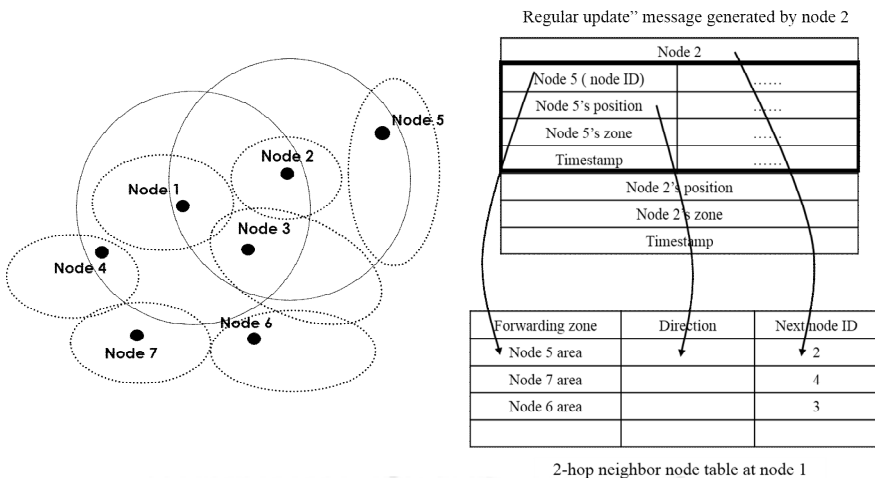 Regular update” message generated by node 2
Node 2
Node 5 ( node ID) ……
Node 5's position ……
Node 5's zone ……
Timestamp ……
Node 2's position
Node 2's zone
Timestamp
Node 5
Node 2
Node 1
Node 3
Node 4
Node 6
Node 7
Forwarding zone Direction Next node ID
Node 5 area 2
Node 7 area 4
Node 6 area 3
2-hop neighbor node table at node 1